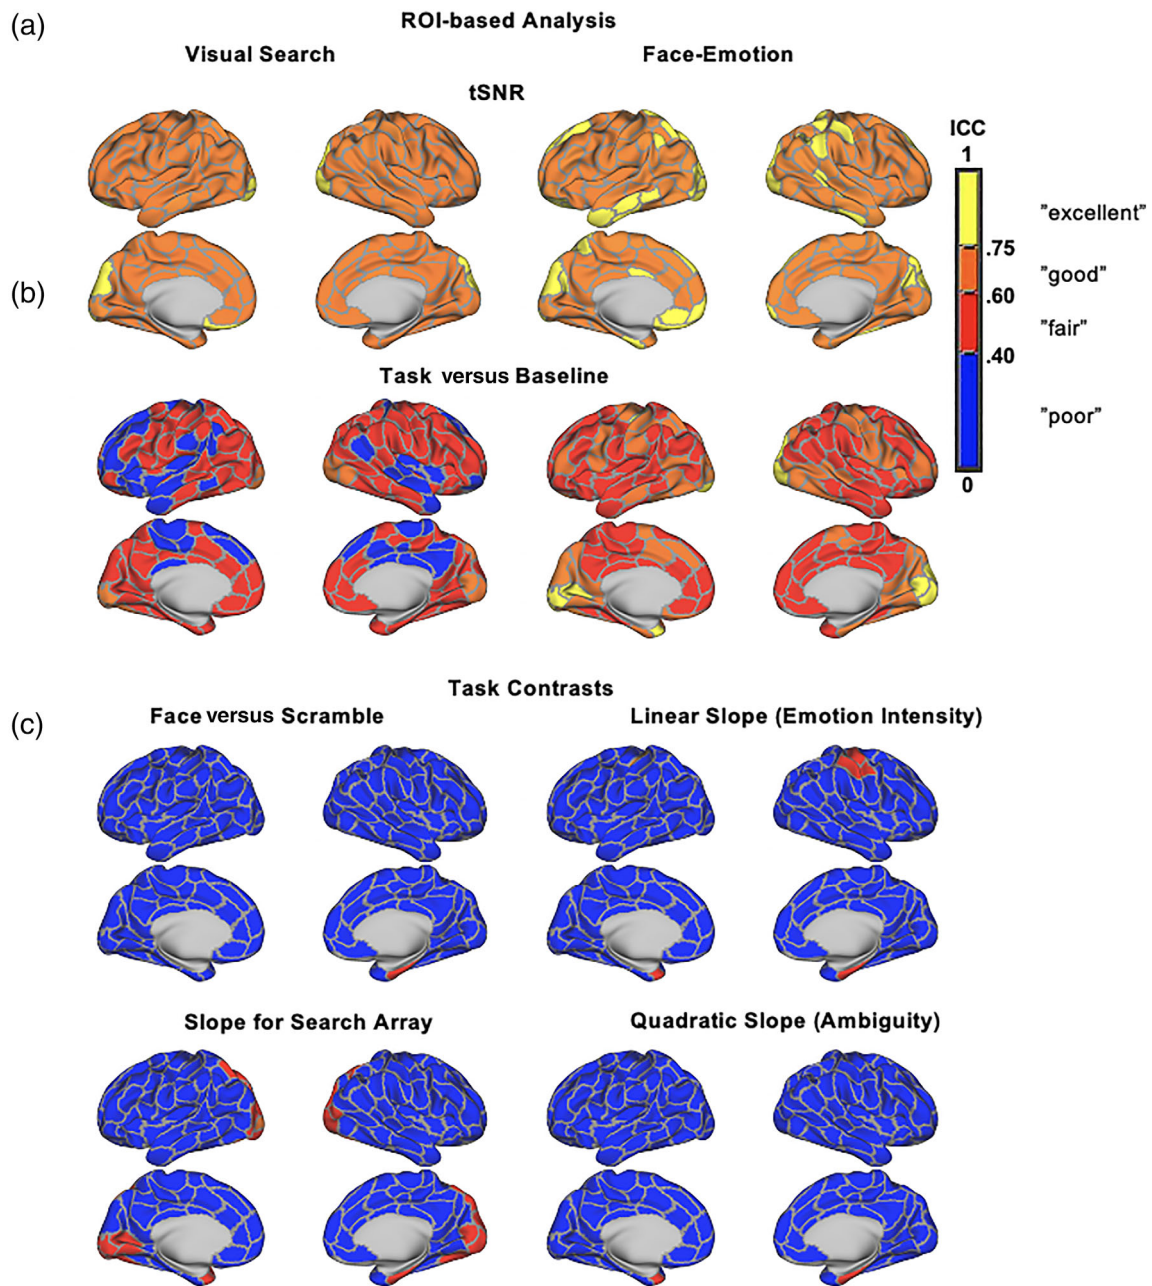 (a)
ROI-based Analysis
Visual Search
Face-Emotion
tSNR
ICC
1
"excellent"
.75
"good"
.60
"fair"
.40
"poor"
0
(b)
Task versus Baseline
Task Contrasts
(c)
Face versus Scramble
Linear Slope (Emotion Intensity)
Slope for Search Array
Quadratic Slope (Ambiguity)